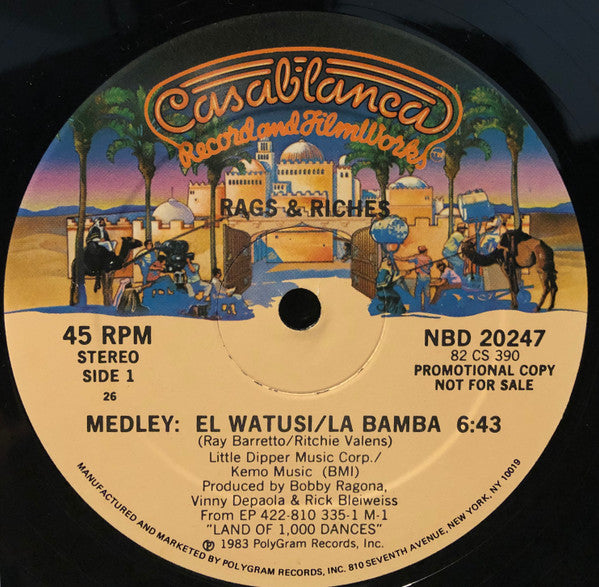 Casablanca
Record and FilmWorks
TM
RAGS & RICHES
45 RPM
STEREO
SIDE 1
26
NBD 20247
82 CS 390
PROMOTIONAL COPY
NOT FOR SALE
MEDLEY: EL WATUSI/LA BAMBA 6:43
(Ray Barretto/Ritchie Valens)
Little Dipper Music Corp./
Kemo Music (BMI)
Produced by Bobby Ragona,
Vinny Depaola & Rick Bleiweiss
From EP 422-810 335-1 M-1
"LAND OF 1,000 DANCES"
℗ 1983 PolyGram Records, Inc.
MANUFACTURED AND MARKETED BY POLYGRAM RECORDS, INC. 810 SEVENTH AVENUE, NEW YORK, NY 10019